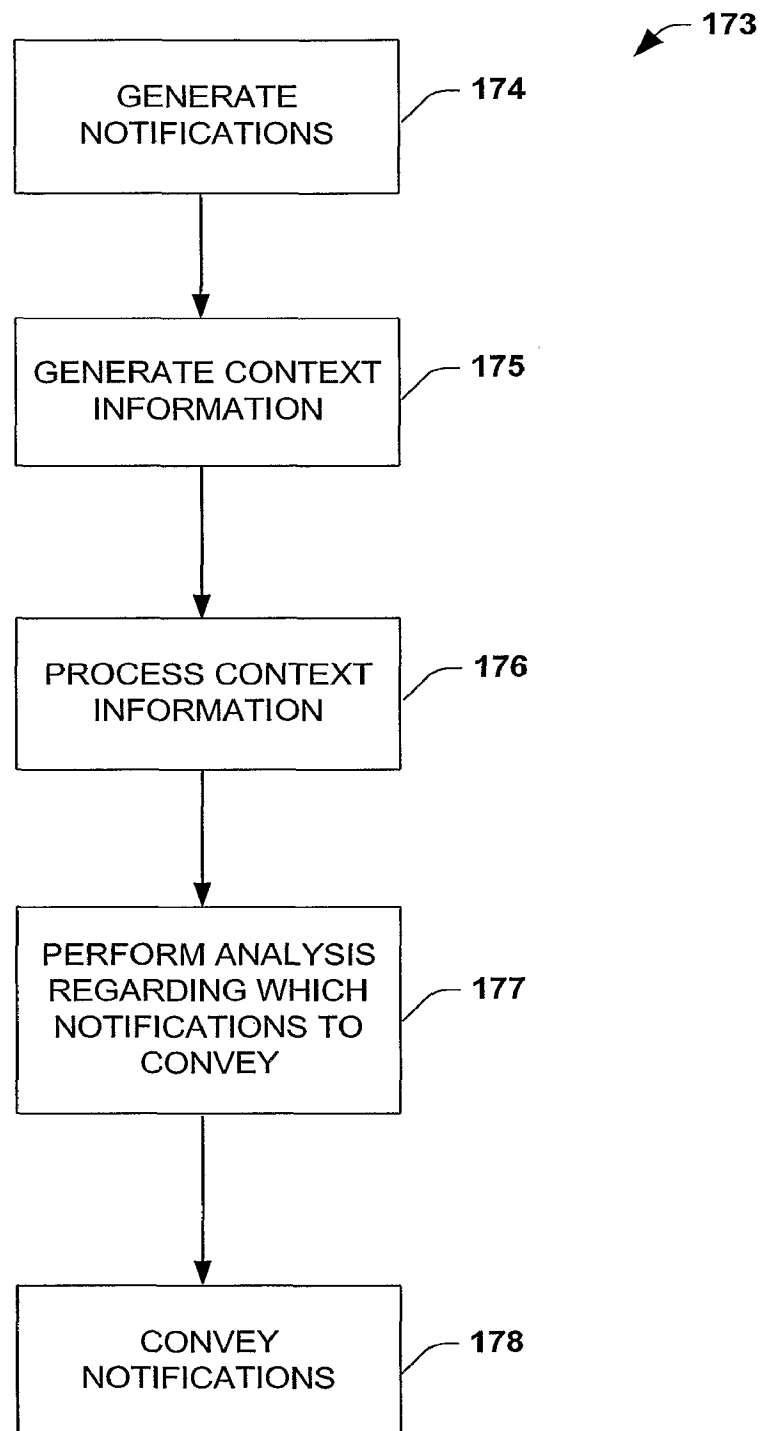 173
GENERATE
NOTIFICATIONS
174
GENERATE CONTEXT
INFORMATION
175
PROCESS CONTEXT
INFORMATION
176
PERFORM ANALYSIS
REGARDING WHICH
NOTIFICATIONS TO
CONVEY
177
CONVEY
NOTIFICATIONS
178